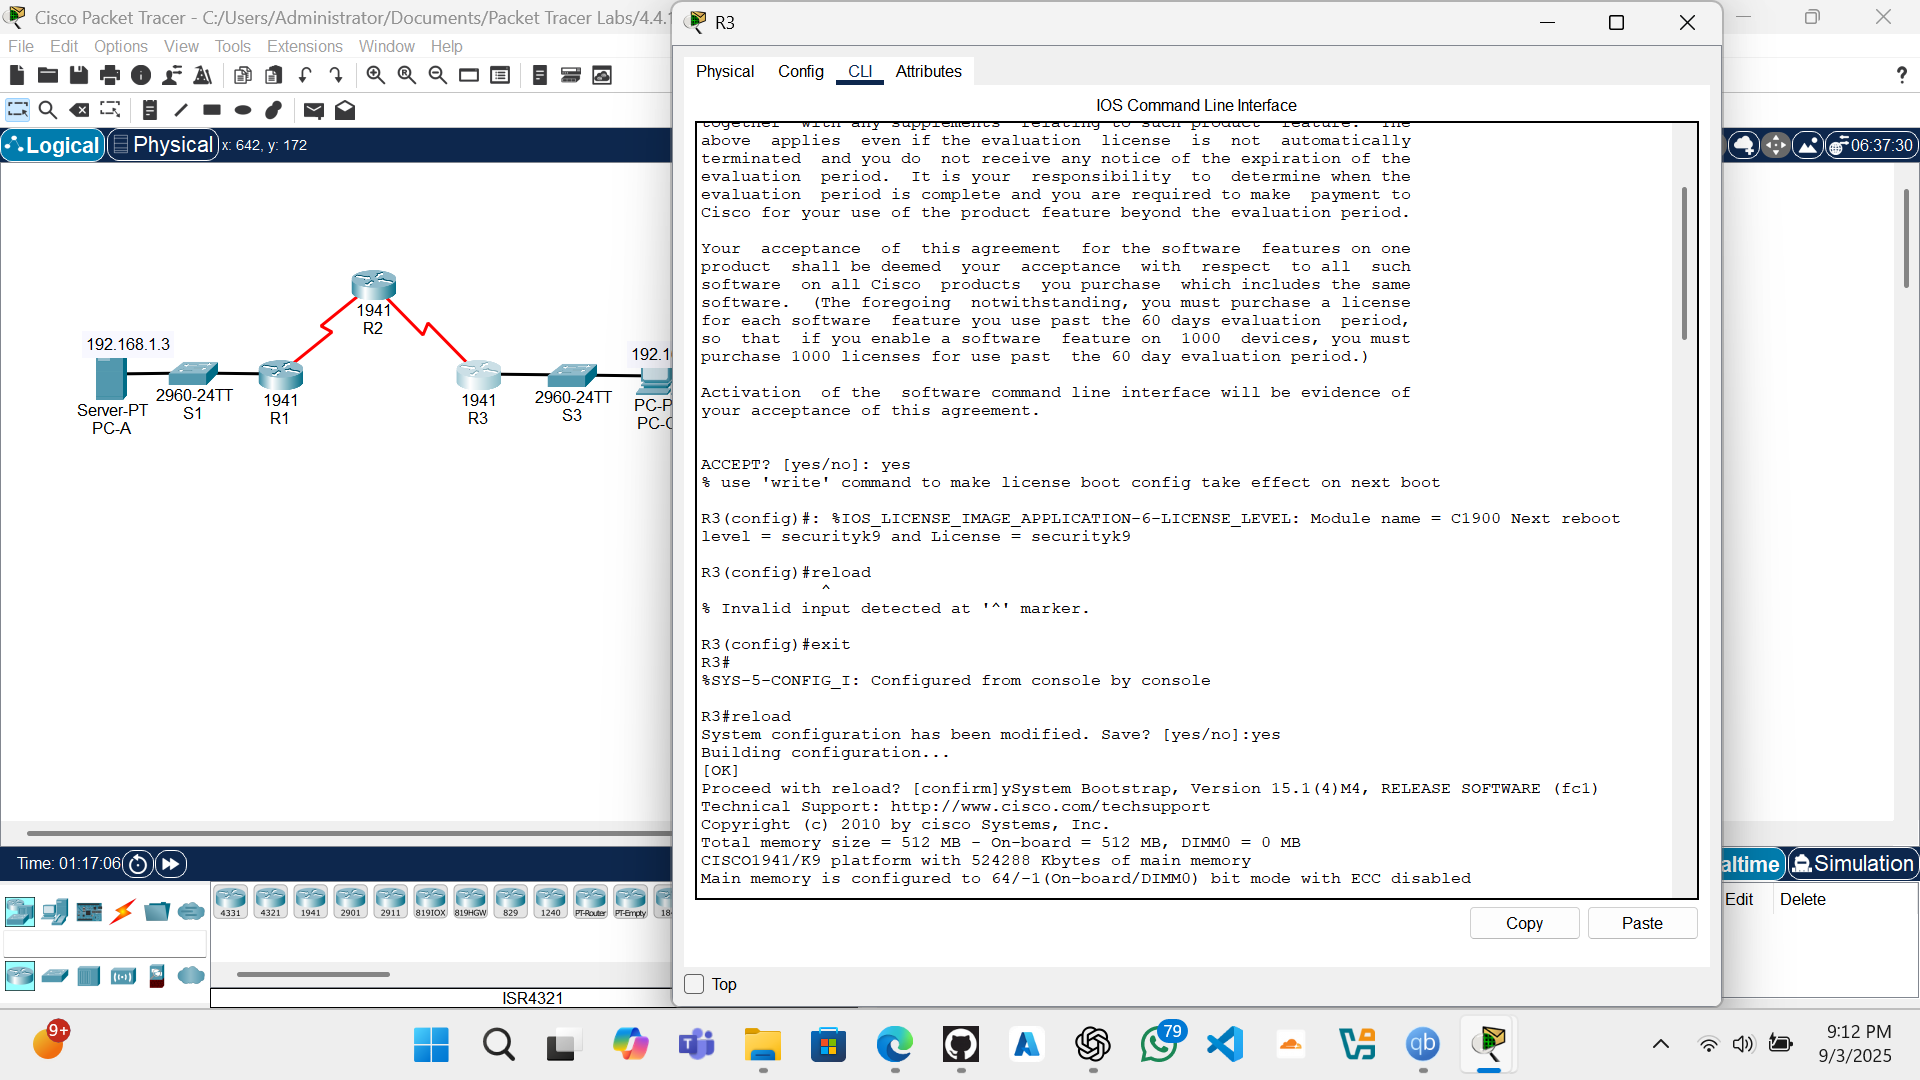 Cisco Packet Tracer - C:/Users/Administrator/Documents/Packet Tracer Labs/4.4.1
File Edit Options View Tools Extensions Window Help
?
Logical
Physical
x: 642, y: 172
06:37:30
192.168.1.3
Server-PT
PC-A
2960-24TT
S1
1941
R1
1941
R2
1941
R3
2960-24TT
S3
192.1
PC-P
R3
Physical Config CLI Attributes
IOS Command Line Interface
together with any supplements relating to such product feature. The
above applies even if the evaluation license is not automatically
terminated and you do not receive any notice of the expiration of the
evaluation period. It is your responsibility to determine when the
evaluation period is complete and you are required to make payment to
Cisco for your use of the product feature beyond the evaluation period.
Your acceptance of this agreement for the software features on one
product shall be deemed your acceptance with respect to all such
software on all Cisco products you purchase which includes the same
software. (The foregoing notwithstanding, you must purchase a license
for each software feature you use past the 60 days evaluation period,
so that if you enable a software feature on 1000 devices, you must
purchase 1000 licenses for use past the 60 day evaluation period.)
Activation of the software command line interface will be evidence of
your acceptance of this agreement.
ACCEPT? [yes/no]: yes
% use 'write' command to make license boot config take effect on next boot
R3(config)#: %IOS_LICENSE_IMAGE_APPLICATION-6-LICENSE_LEVEL: Module name = C1900 Next reboot
level = securityk9 and License = securityk9
R3(config)#reload
^
% Invalid input detected at '^' marker.
R3(config)#exit
R3#
%SYS-5-CONFIG_I: Configured from console by console
R3#reload
System configuration has been modified. Save? [yes/no]:yes
Building configuration...
[OK]
Proceed with reload? [confirm]ySystem Bootstrap, Version 15.1(4)M4, RELEASE SOFTWARE (fc1)
Technical Support: http://www.cisco.com/techsupport
Copyright (c) 2010 by cisco Systems, Inc.
Total memory size = 512 MB - On-board = 512 MB, DIMM0 = 0 MB
CISCO1941/K9 platform with 524288 Kbytes of main memory
Main memory is configured to 64/-1(On-board/DIMM0) bit mode with ECC disabled
Copy
Paste
Top
Time: 01:17:06
altime
Simulation
Edit
Delete
4331 4321 1941 2901 2911 819IOX 819HGW 829 1240 PT-Router PT-Empty 18
ISR4321
9+
79
9:12 PM
9/3/2025